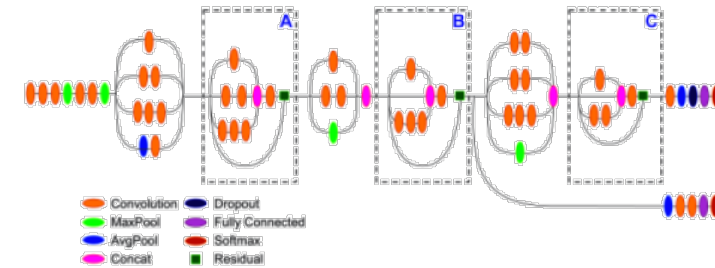 A
B
C
Convolution
Dropout
MaxPool
Fully Connected
AvgPool
Softmax
Concat
Residual